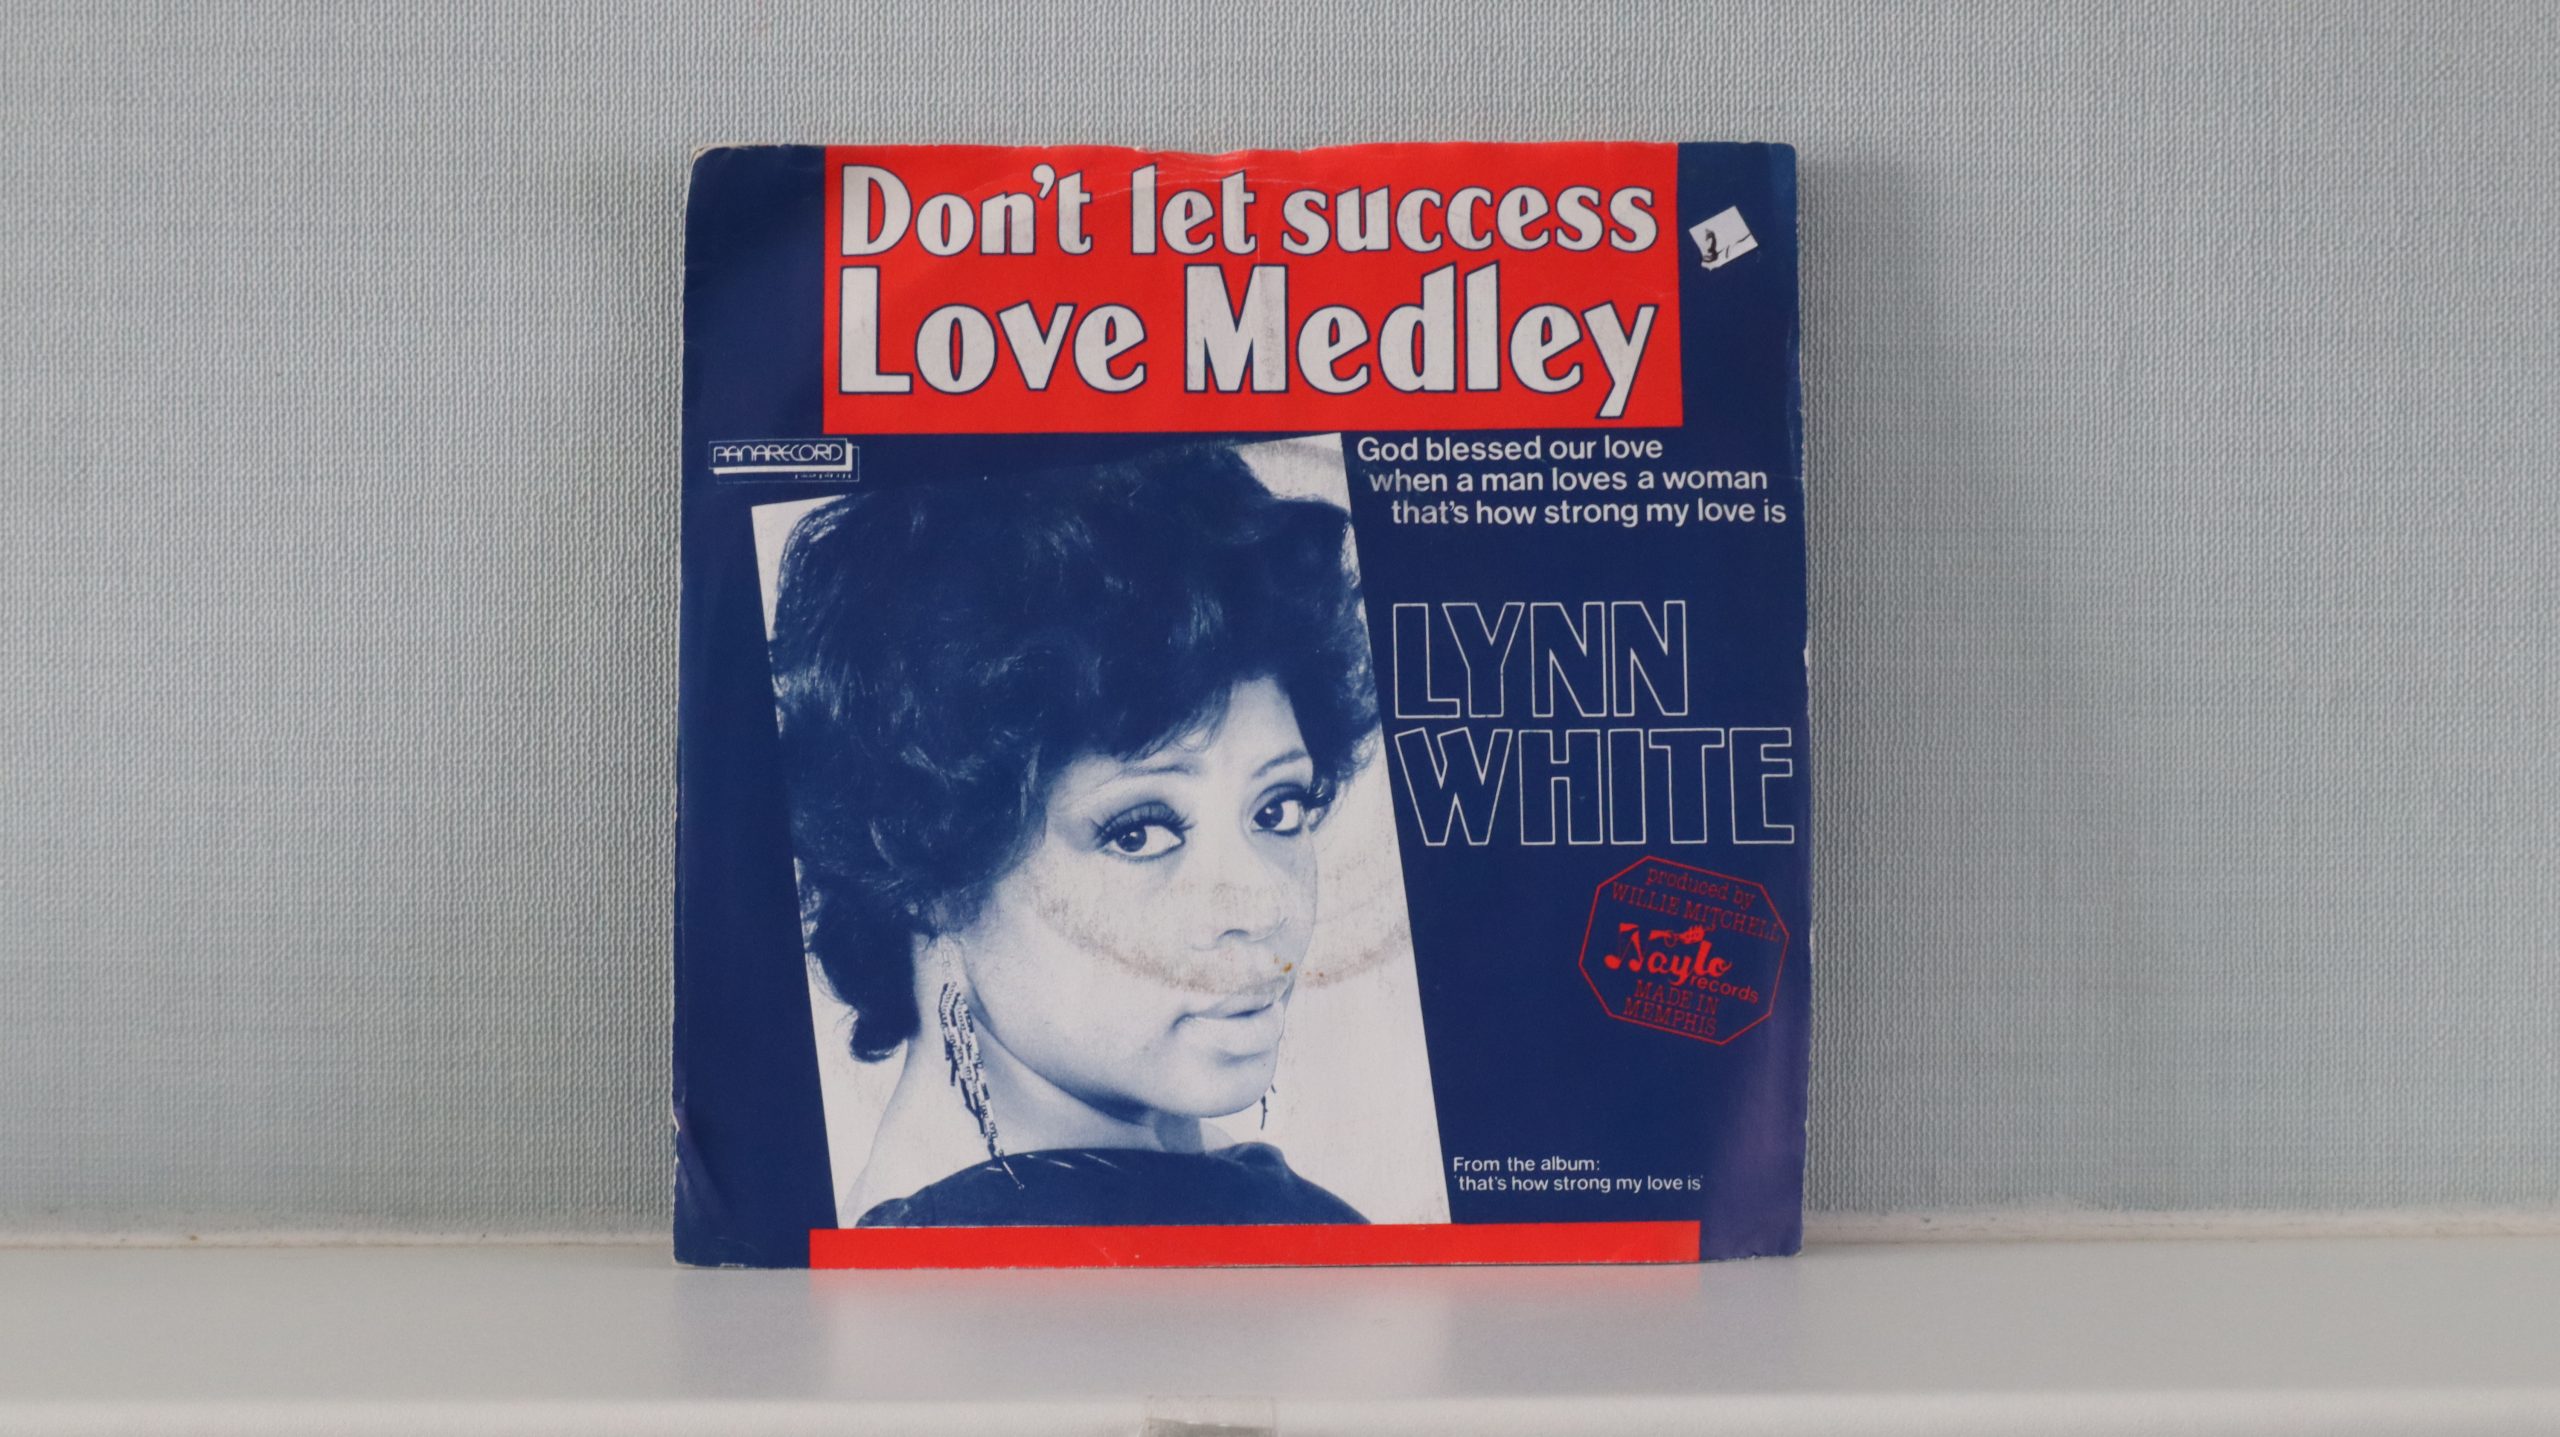 Don't let success
Love Medley
3,-
PANARECORD
God blessed our love
when a man loves a woman
that's how strong my love is
LYNN
WHITE
produced by
WILLIE MITCHELL
Waylo
records
MADE IN
MEMPHIS
From the album:
'that's how strong my love is'